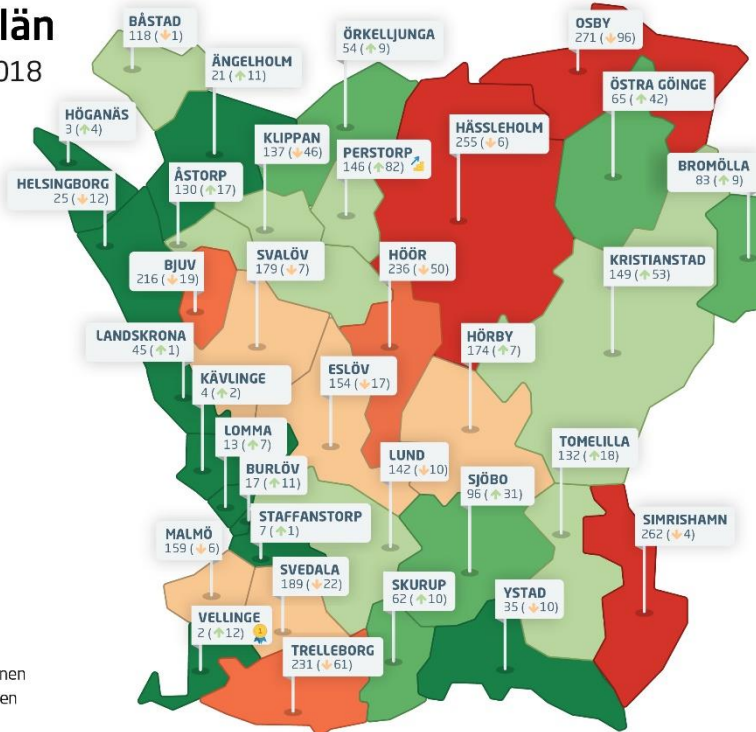 län
018
BÅSTAD
118 (↓1)
ÄNGELHOLM
21 (↑11)
ÖRKELLJUNGA
54 (↑9)
OSBY
271 (↓96)
ÖSTRA GÖINGE
65 (↑42)
HÖGANÄS
3 (↑4)
KLIPPAN
137 (↓46)
PERSTORP
146 (↑82)
HÄSSLEHOLM
255 (↓6)
BROMÖLLA
83 (↑9)
HELSINGBORG
25 (↓12)
ÅSTORP
130 (↑17)
BJUV
216 (↓19)
SVALÖV
179 (↓7)
HÖÖR
236 (↓50)
KRISTIANSTAD
149 (↑53)
LANDSKRONA
45 (↑1)
HÖRBY
174 (↑7)
KÄVLINGE
4 (↑2)
ESLÖV
154 (↓17)
LOMMA
13 (↑7)
BURLÖV
17 (↑11)
LUND
142 (↓10)
TOMELILLA
132 (↑18)
SJÖBO
96 (↑31)
STAFFANSTORP
7 (↑1)
SIMRISHAMN
262 (↓4)
MALMÖ
159 (↓6)
SVEDALA
189 (↓22)
SKURUP
62 (↑10)
YSTAD
35 (↓10)
VELLINGE
2 (↑12) 1
TRELLEBORG
231 (↓61)
nen
en